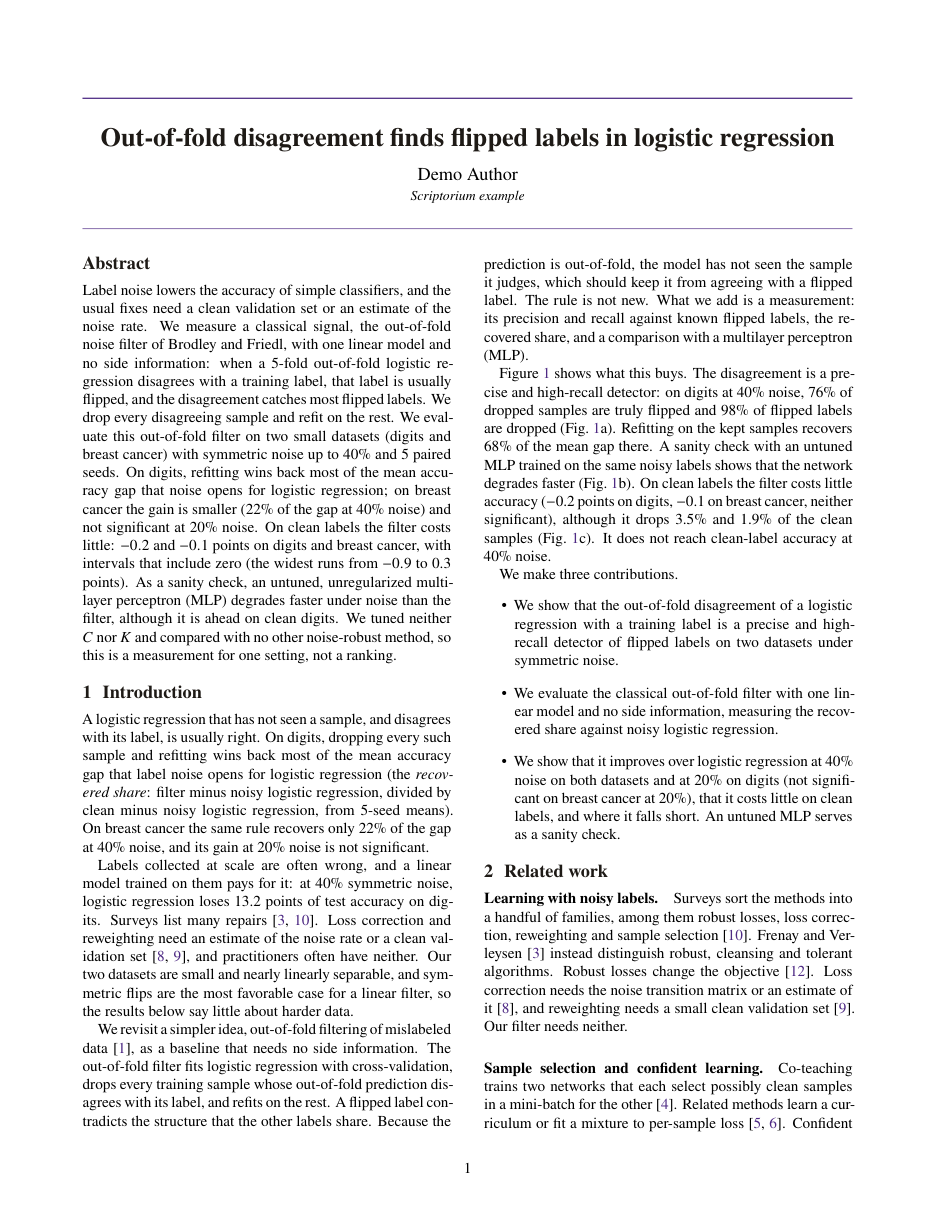 Out-of-fold disagreement finds flipped labels in logistic regression
Demo Author
Scriptorium example
Abstract
Label noise lowers the accuracy of simple classifiers, and the
usual fixes need a clean validation set or an estimate of the
noise rate. We measure a classical signal, the out-of-fold
noise filter of Brodley and Friedl, with one linear model and
no side information: when a 5-fold out-of-fold logistic re-
gression disagrees with a training label, that label is usually
flipped, and the disagreement catches most flipped labels. We
drop every disagreeing sample and refit on the rest. We eval-
uate this out-of-fold filter on two small datasets (digits and
breast cancer) with symmetric noise up to 40% and 5 paired
seeds. On digits, refitting wins back most of the mean accu-
racy gap that noise opens for logistic regression; on breast
cancer the gain is smaller (22% of the gap at 40% noise) and
not significant at 20% noise. On clean labels the filter costs
little: −0.2 and −0.1 points on digits and breast cancer, with
intervals that include zero (the widest runs from −0.9 to 0.3
points). As a sanity check, an untuned, unregularized multi-
layer perceptron (MLP) degrades faster under noise than the
filter, although it is ahead on clean digits. We tuned neither
C nor K and compared with no other noise-robust method, so
this is a measurement for one setting, not a ranking.
1 Introduction
A logistic regression that has not seen a sample, and disagrees
with its label, is usually right. On digits, dropping every such
sample and refitting wins back most of the mean accuracy
gap that label noise opens for logistic regression (the recov-
ered share: filter minus noisy logistic regression, divided by
clean minus noisy logistic regression, from 5-seed means).
On breast cancer the same rule recovers only 22% of the gap
at 40% noise, and its gain at 20% noise is not significant.
Labels collected at scale are often wrong, and a linear
model trained on them pays for it: at 40% symmetric noise,
logistic regression loses 13.2 points of test accuracy on dig-
its. Surveys list many repairs [3, 10]. Loss correction and
reweighting need an estimate of the noise rate or a clean val-
idation set [8, 9], and practitioners often have neither. Our
two datasets are small and nearly linearly separable, and sym-
metric flips are the most favorable case for a linear filter, so
the results below say little about harder data.
We revisit a simpler idea, out-of-fold filtering of mislabeled
data [1], as a baseline that needs no side information. The
out-of-fold filter fits logistic regression with cross-validation,
drops every training sample whose out-of-fold prediction dis-
agrees with its label, and refits on the rest. A flipped label con-
tradicts the structure that the other labels share. Because the
prediction is out-of-fold, the model has not seen the sample
it judges, which should keep it from agreeing with a flipped
label. The rule is not new. What we add is a measurement:
its precision and recall against known flipped labels, the re-
covered share, and a comparison with a multilayer perceptron
(MLP).
Figure 1 shows what this buys. The disagreement is a pre-
cise and high-recall detector: on digits at 40% noise, 76% of
dropped samples are truly flipped and 98% of flipped labels
are dropped (Fig. 1a). Refitting on the kept samples recovers
68% of the mean gap there. A sanity check with an untuned
MLP trained on the same noisy labels shows that the network
degrades faster (Fig. 1b). On clean labels the filter costs little
accuracy (−0.2 points on digits, −0.1 on breast cancer, neither
significant), although it drops 3.5% and 1.9% of the clean
samples (Fig. 1c). It does not reach clean-label accuracy at
40% noise.
We make three contributions.
• We show that the out-of-fold disagreement of a logistic
regression with a training label is a precise and high-
recall detector of flipped labels on two datasets under
symmetric noise.
• We evaluate the classical out-of-fold filter with one lin-
ear model and no side information, measuring the recov-
ered share against noisy logistic regression.
• We show that it improves over logistic regression at 40%
noise on both datasets and at 20% on digits (not signifi-
cant on breast cancer at 20%), that it costs little on clean
labels, and where it falls short. An untuned MLP serves
as a sanity check.
2 Related work
Learning with noisy labels. Surveys sort the methods into
a handful of families, among them robust losses, loss correc-
tion, reweighting and sample selection [10]. Frenay and Ver-
leysen [3] instead distinguish robust, cleansing and tolerant
algorithms. Robust losses change the objective [12]. Loss
correction needs the noise transition matrix or an estimate of
it [8], and reweighting needs a small clean validation set [9].
Our filter needs neither.
Sample selection and confident learning. Co-teaching
trains two networks that each select possibly clean samples
in a mini-batch for the other [4]. Related methods learn a cur-
riculum or fit a mixture to per-sample loss [5, 6]. Confident
1